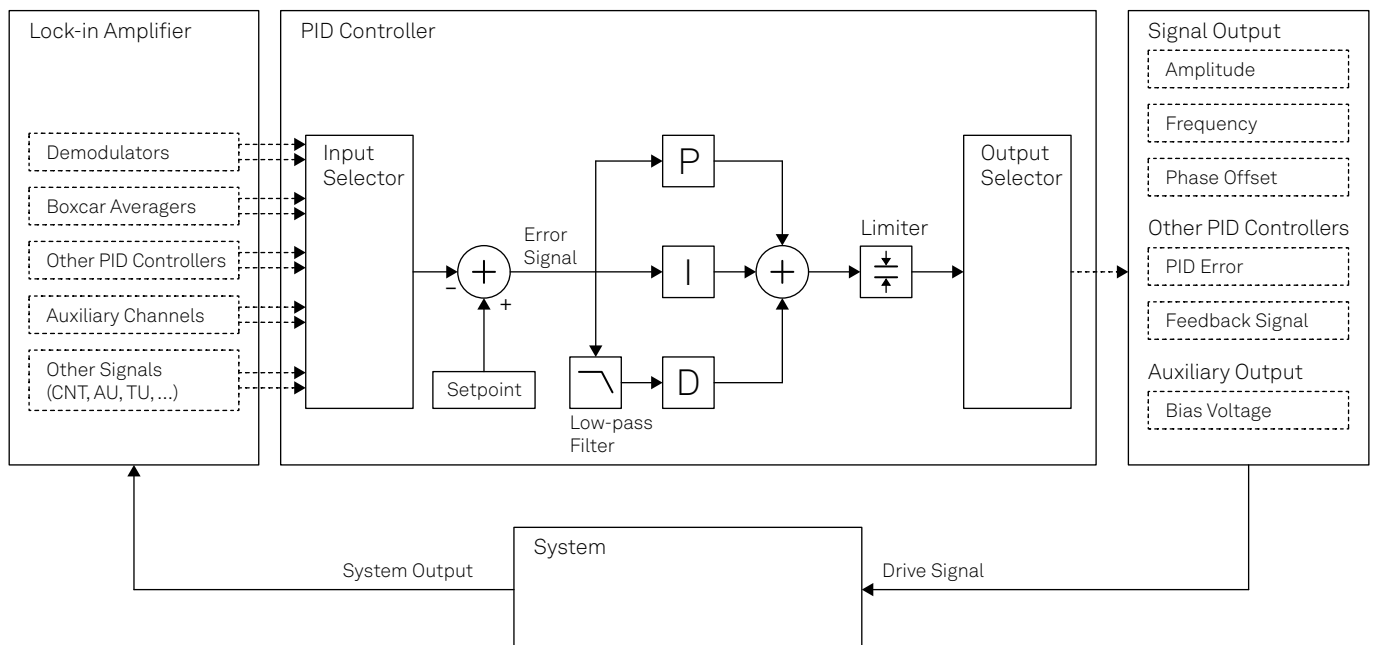 Lock-in Amplifier
Demodulators
Boxcar Averagers
Other PID Controllers
Auxiliary Channels
Other Signals
(CNT, AU, TU, ...)
PID Controller
Input
Selector
−
+
+
Setpoint
Error
Signal
P
I
D
Low-pass
Filter
+
Limiter
Output
Selector
Signal Output
Amplitude
Frequency
Phase Offset
Other PID Controllers
PID Error
Feedback Signal
Auxiliary Output
Bias Voltage
System
System Output
Drive Signal